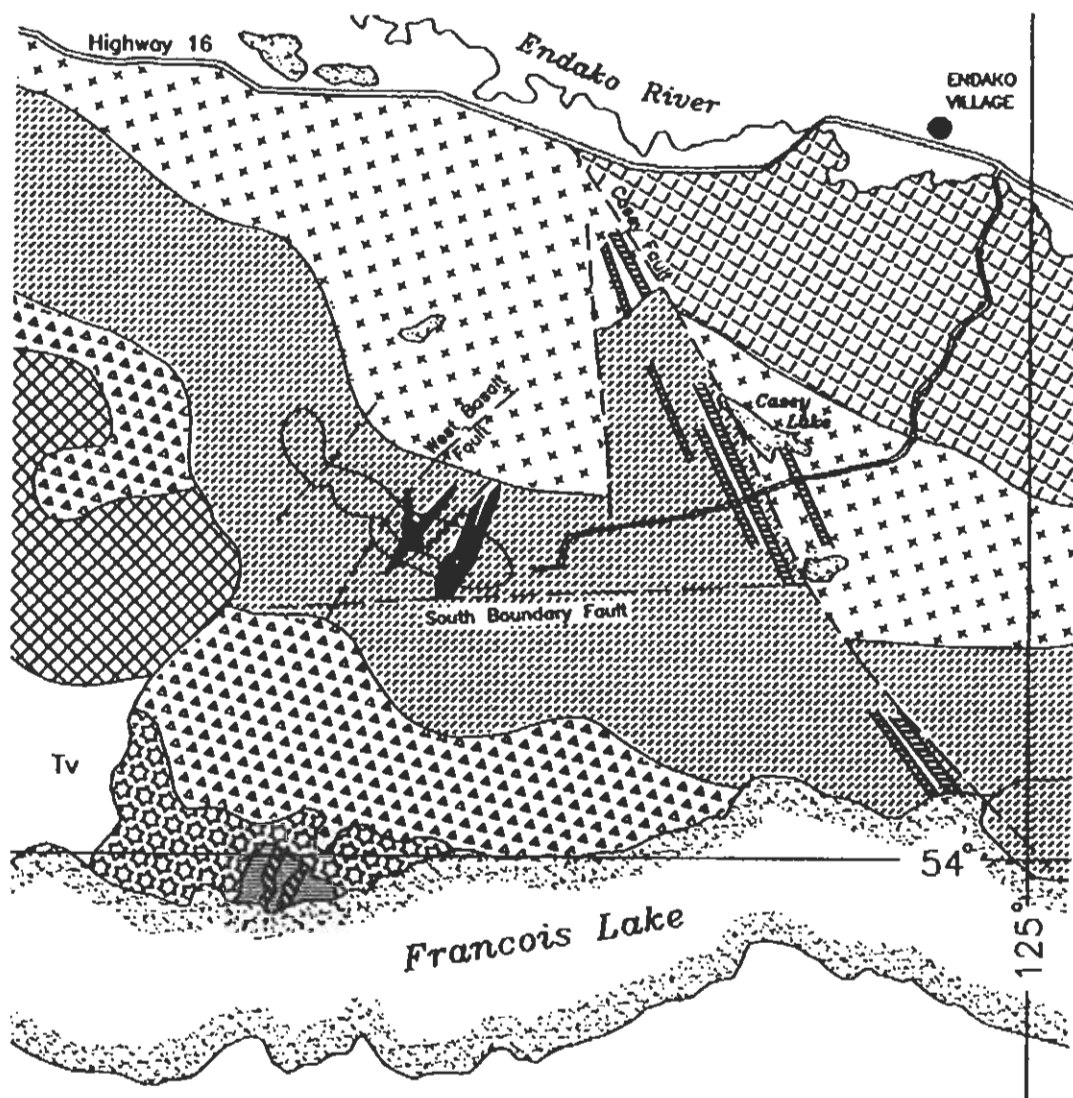 Highway 16
Endako River
ENDAKO
VILLAGE
Casey Fault
West Basalt
Fault
Casey
Lake
South Boundary Fault
Tv
54°
Francois Lake
125°